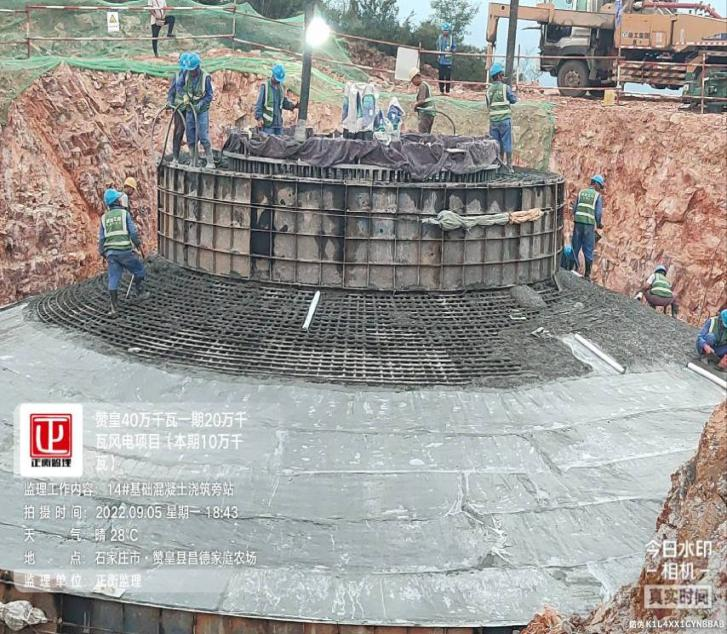 赞皇40万千瓦一期20万千
瓦风电项目(本期10万千
瓦)
正衡监理
监理工作内容: 14#基础混凝土浇筑旁站
拍 摄 时 间: 2022.09.05 星期一 18:43
天 气: 晴 28℃
地 点: 石家庄市·赞皇县昌德家庭农场
监 理 单 位: 正衡监理
今日水印
相机
真实时间
防伪 K1L4XX1GYNBBAG